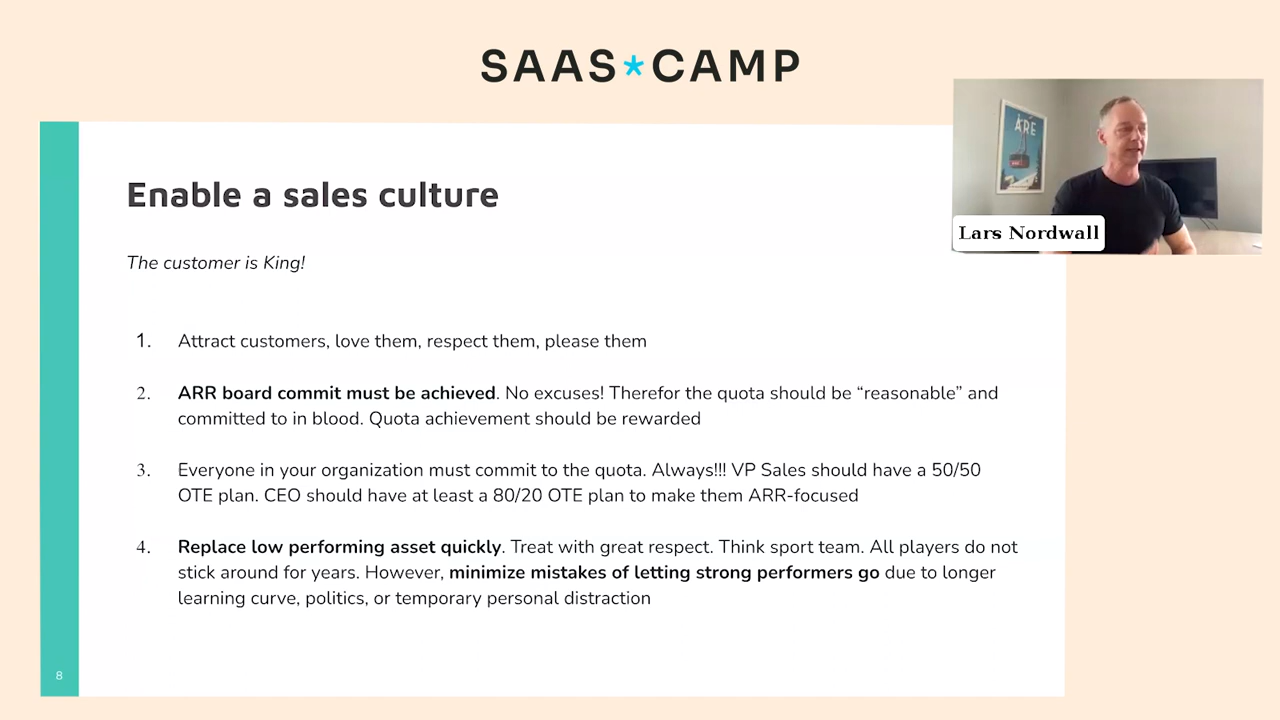 SAAS*CAMP
ÅRE
Lars Nordwall
Enable a sales culture
The customer is King!
1. Attract customers, love them, respect them, please them
2. ARR board commit must be achieved. No excuses! Therefor the quota should be “reasonable” and
committed to in blood. Quota achievement should be rewarded
3. Everyone in your organization must commit to the quota. Always!!! VP Sales should have a 50/50
OTE plan. CEO should have at least a 80/20 OTE plan to make them ARR-focused
4. Replace low performing asset quickly. Treat with great respect. Think sport team. All players do not
stick around for years. However, minimize mistakes of letting strong performers go due to longer
learning curve, politics, or temporary personal distraction
8